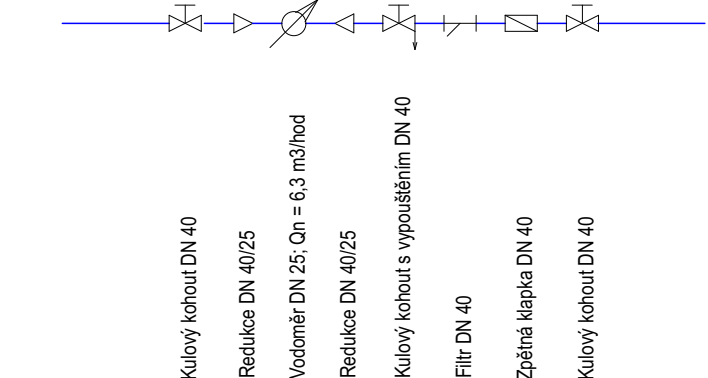 Kulový kohout DN 40
Redukce DN 40/25
Vodoměr DN 25; Qn = 6,3 m3/hod
Redukce DN 40/25
Kulový kohout s vypouštěním DN 40
Filtr DN 40
Zpětná klapka DN 40
Kulový kohout DN 40